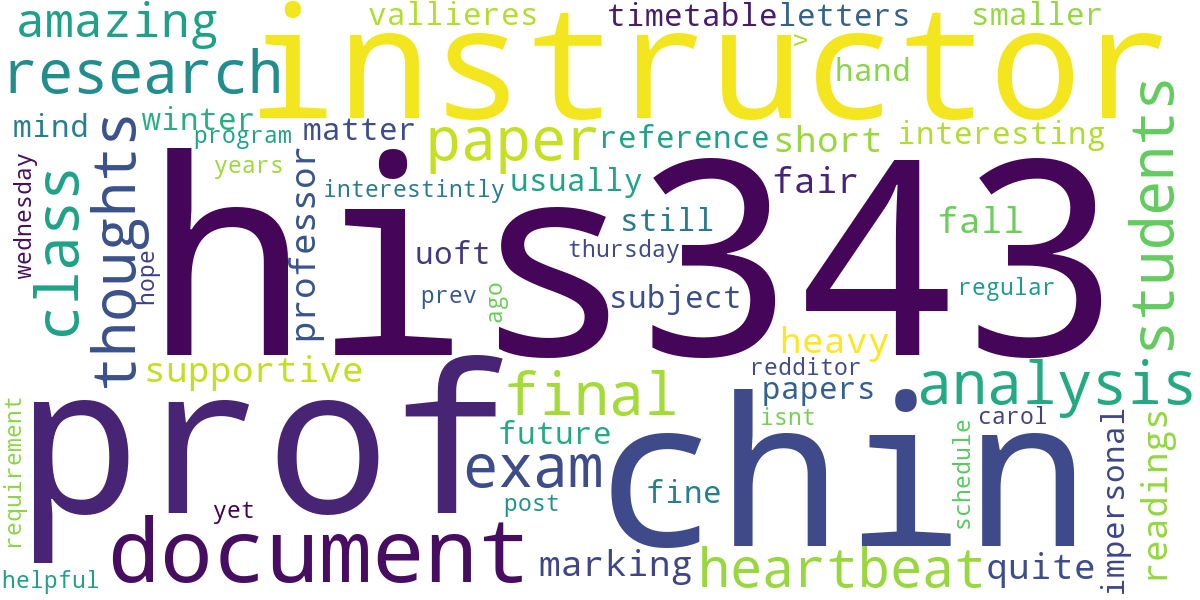 amazing
vallieres
timetable
letters
smaller
instructor
>
research
hand
mind
winter
program
matter
paper
reference
short
interesting
years
thoughts
professor
interestintly
usually
fair
students
wednesday
class
his343
still
fall
uoft
thursday
hope
prev
ago
subject
regular
heavy
supportive
redditor
final
papers
analysis
prof
isnt
carol
chin
requirement
future
exam
fine
schedule
impersonal
readings
post
yet
document
marking
heartbeat
quite
helpful